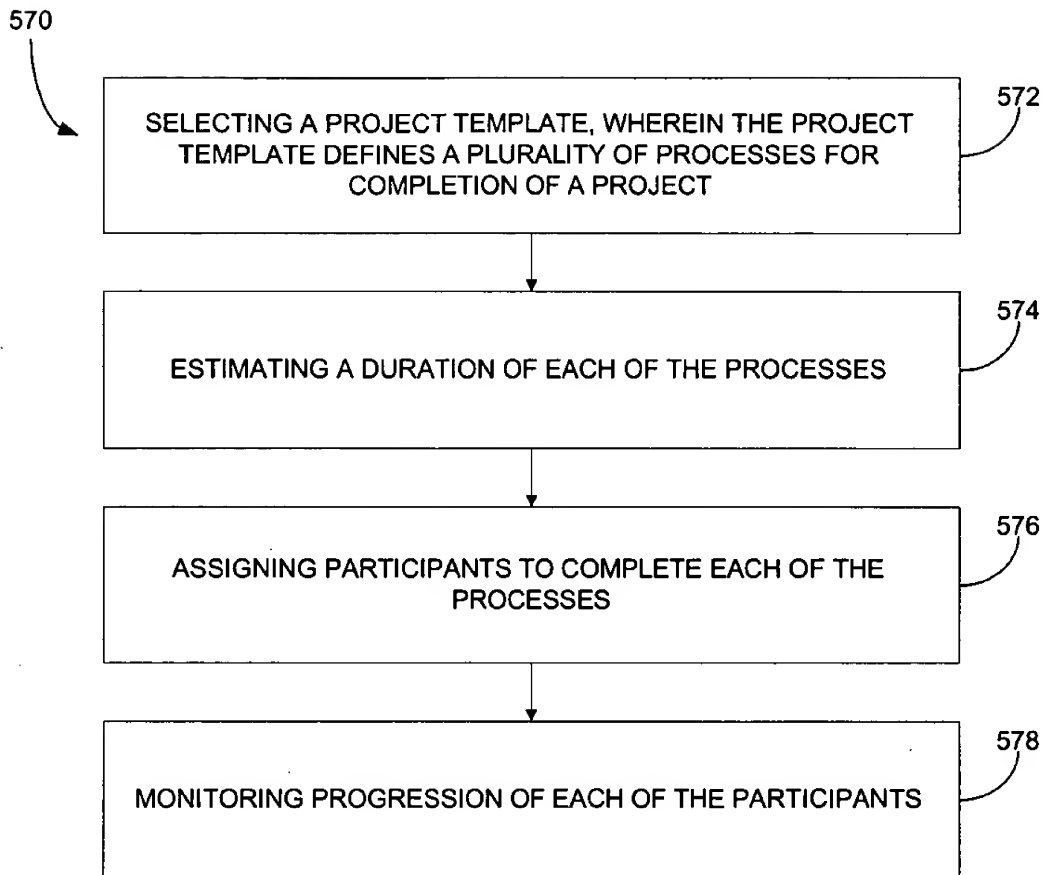 570
572
SELECTING A PROJECT TEMPLATE, WHEREIN THE PROJECT
TEMPLATE DEFINES A PLURALITY OF PROCESSES FOR
COMPLETION OF A PROJECT
574
ESTIMATING A DURATION OF EACH OF THE PROCESSES
576
ASSIGNING PARTICIPANTS TO COMPLETE EACH OF THE
PROCESSES
578
MONITORING PROGRESSION OF EACH OF THE PARTICIPANTS